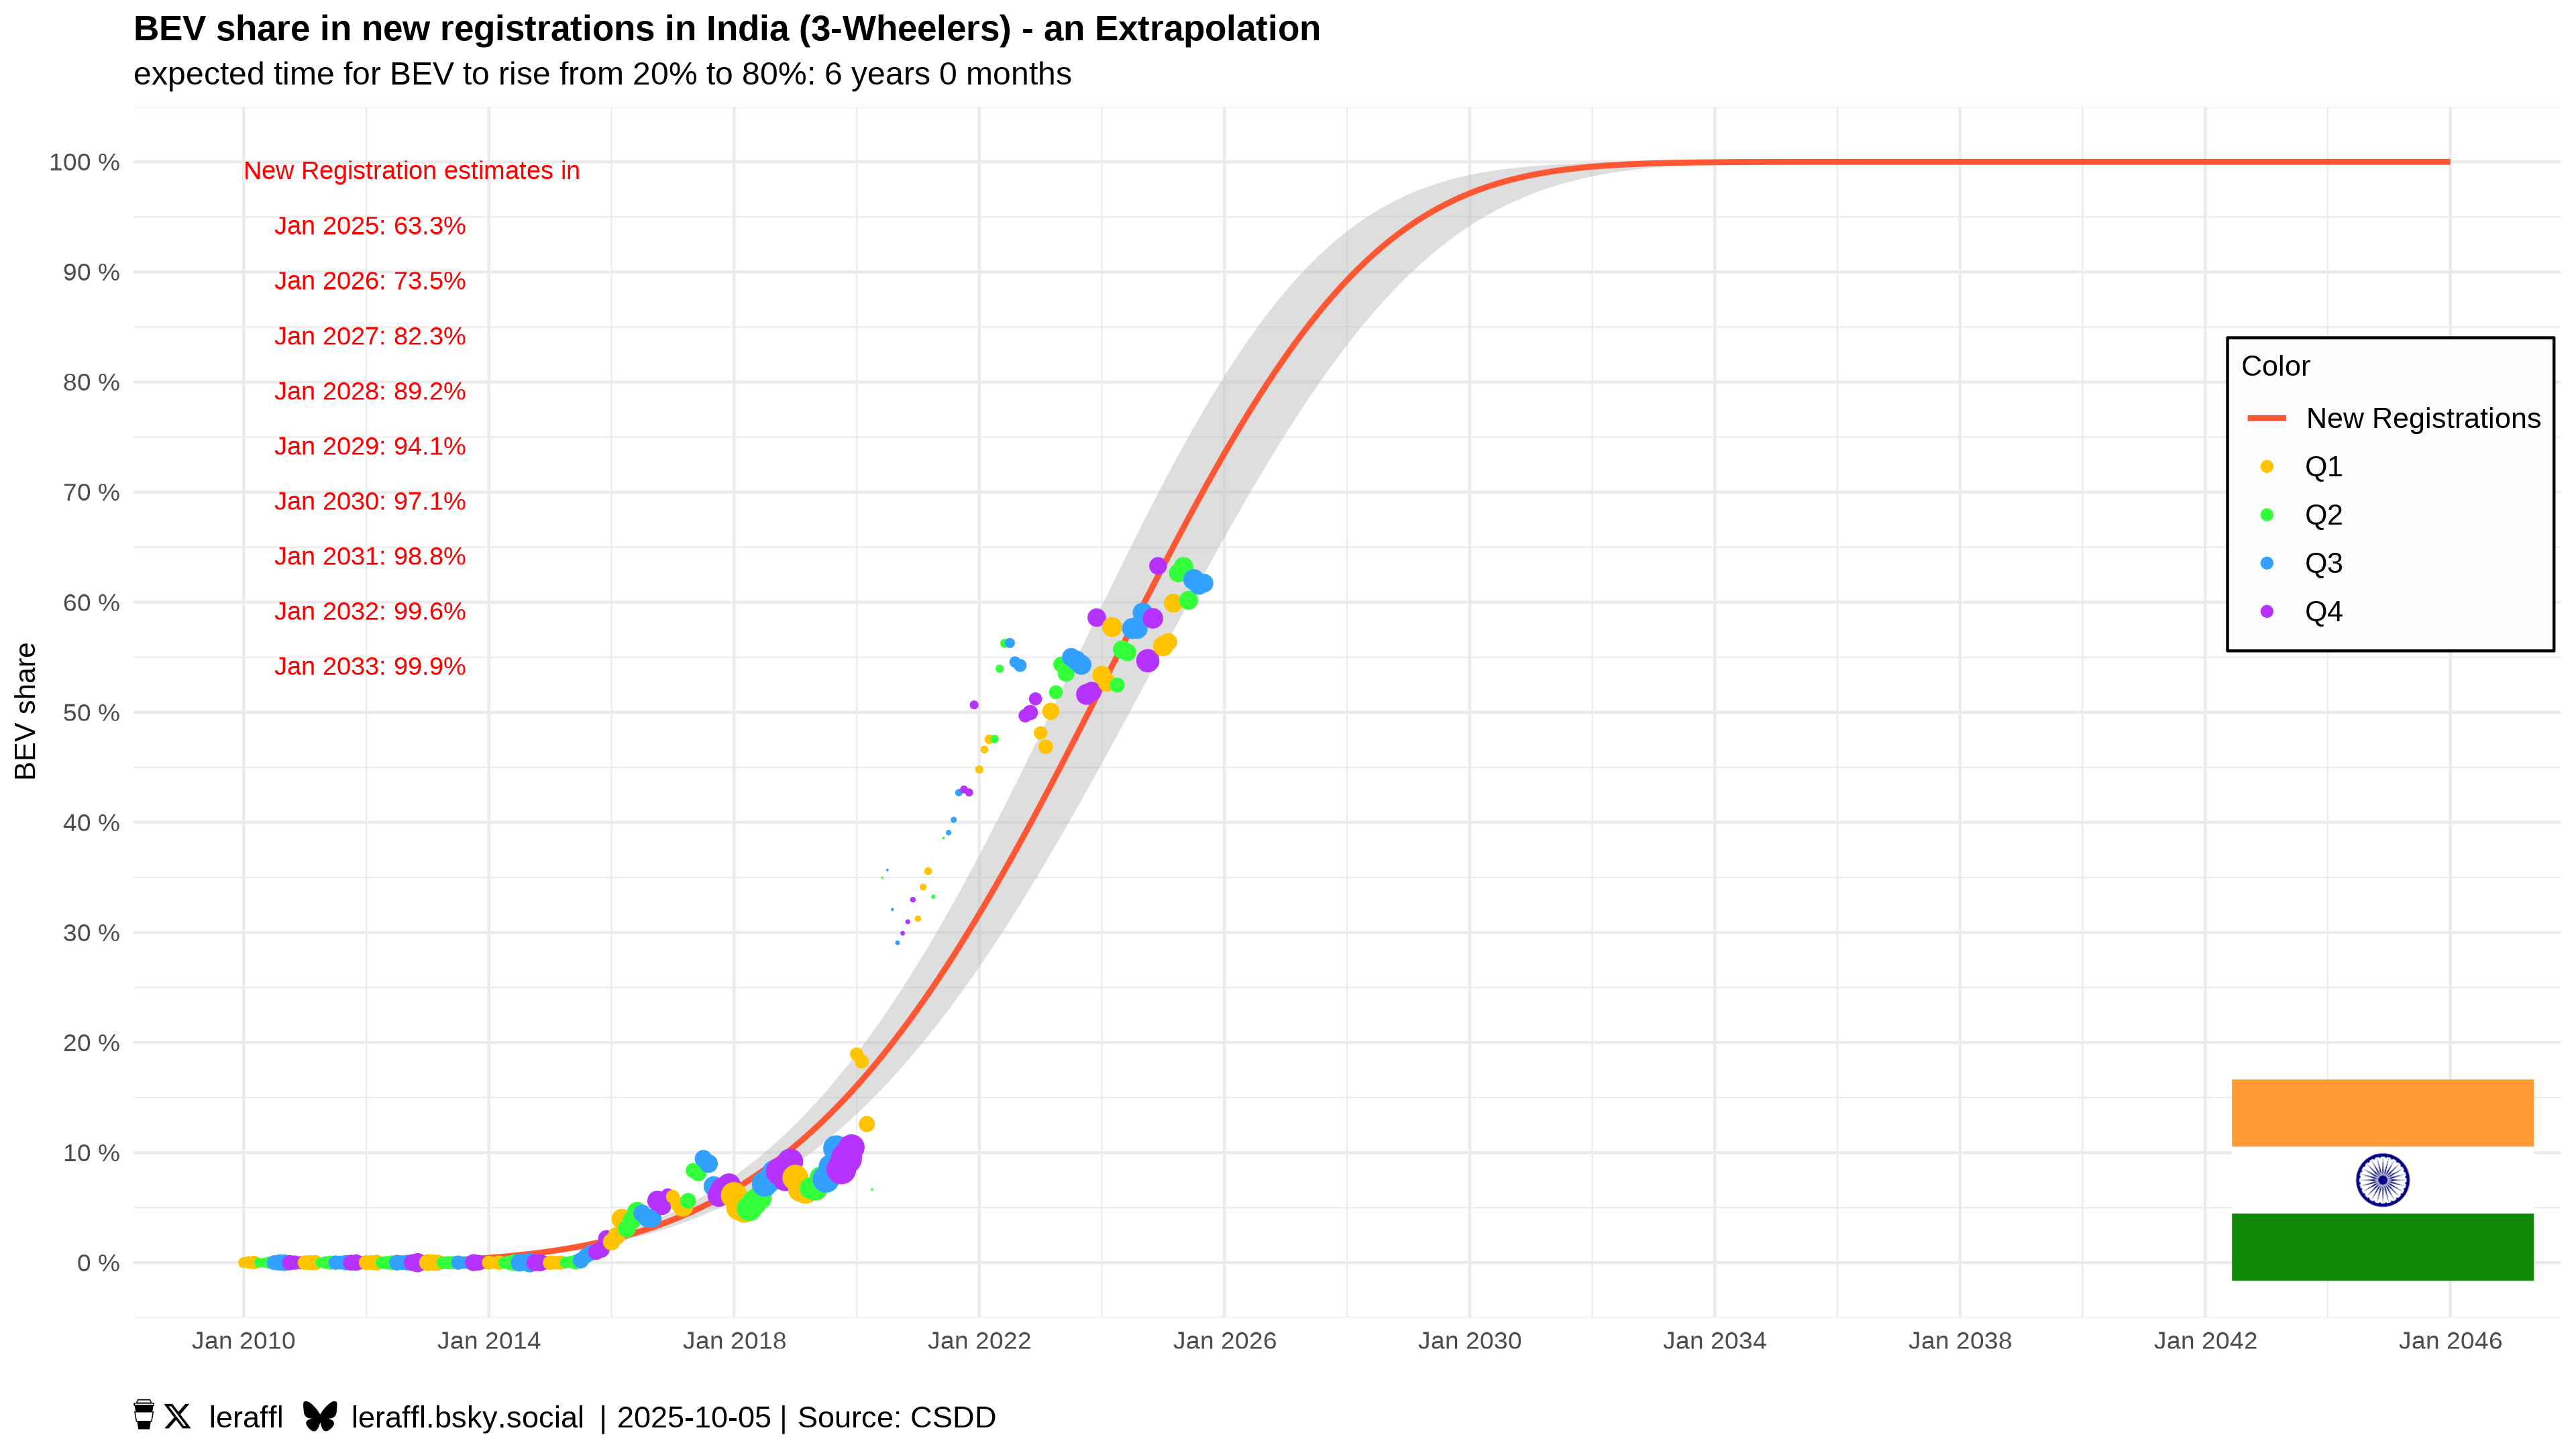 BEV share in new registrations in India (3-Wheelers) - an Extrapolation
expected time for BEV to rise from 20% to 80%: 6 years 0 months
BEV share
100 %
90 %
80 %
70 %
60 %
50 %
40 %
30 %
20 %
10 %
0 %
New Registration estimates in
Jan 2025: 63.3%
Jan 2026: 73.5%
Jan 2027: 82.3%
Jan 2028: 89.2%
Jan 2029: 94.1%
Jan 2030: 97.1%
Jan 2031: 98.8%
Jan 2032: 99.6%
Jan 2033: 99.9%
Color
New Registrations
Q1
Q2
Q3
Q4
Jan 2010 Jan 2014 Jan 2018 Jan 2022 Jan 2026 Jan 2030 Jan 2034 Jan 2038 Jan 2042 Jan 2046
leraffl leraffl.bsky.social | 2025-10-05 | Source: CSDD